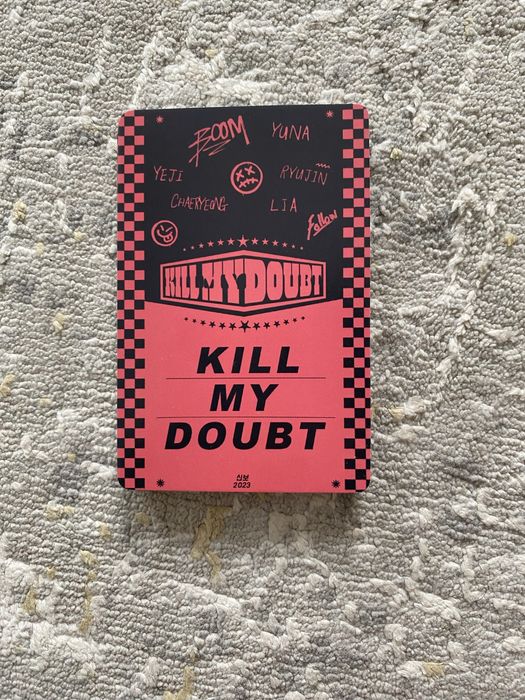 BOOM YUNA
YEJI RYUJIN
CHAERYEONG LIA
Follow
KILL MY DOUBT
KILL
MY
DOUBT
신보
2023